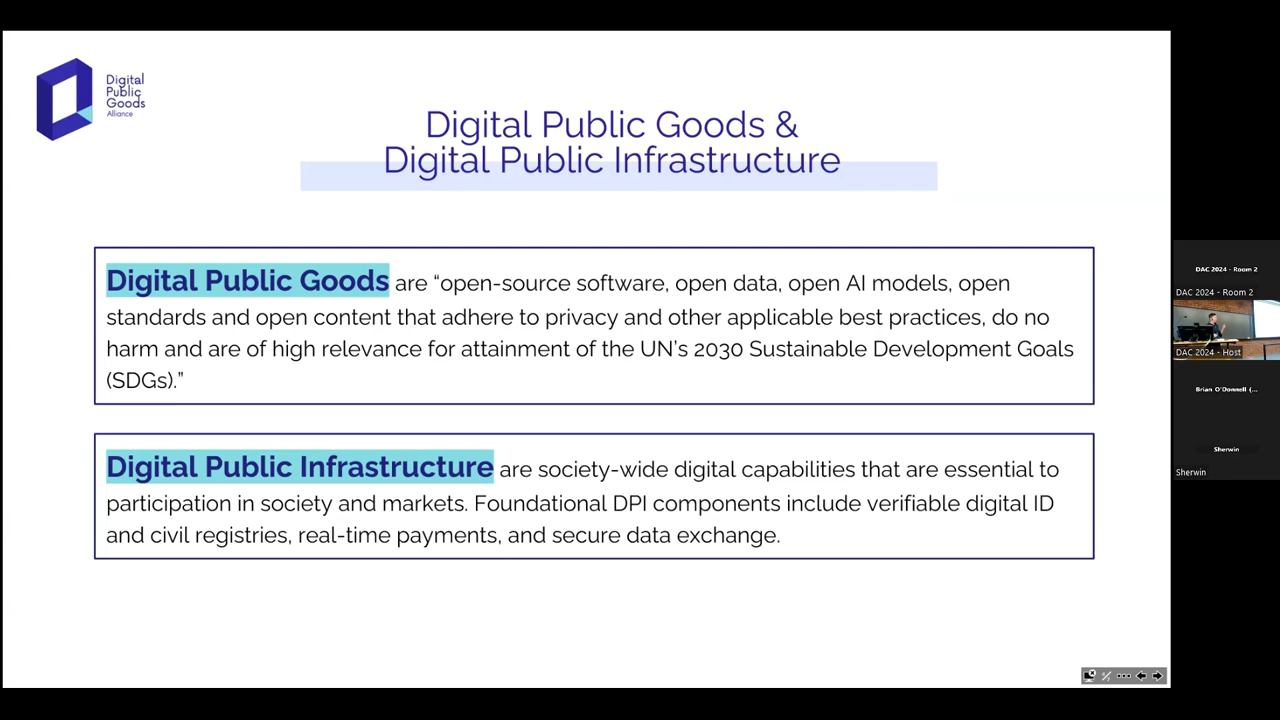 Digital
Public
Goods
Alliance
Digital Public Goods &
Digital Public Infrastructure
Digital Public Goods are “open-source software, open data, open AI models, open
standards and open content that adhere to privacy and other applicable best practices, do no
harm and are of high relevance for attainment of the UN’s 2030 Sustainable Development Goals
(SDGs).”
Digital Public Infrastructure are society-wide digital capabilities that are essential to
participation in society and markets. Foundational DPI components include verifiable digital ID
and civil registries, real-time payments, and secure data exchange.
DAC 2024 - Room 2
DAC 2024 - Room 2
DAC 2024 - Host
Brian O'Donnell (...
Sherwin
Sherwin